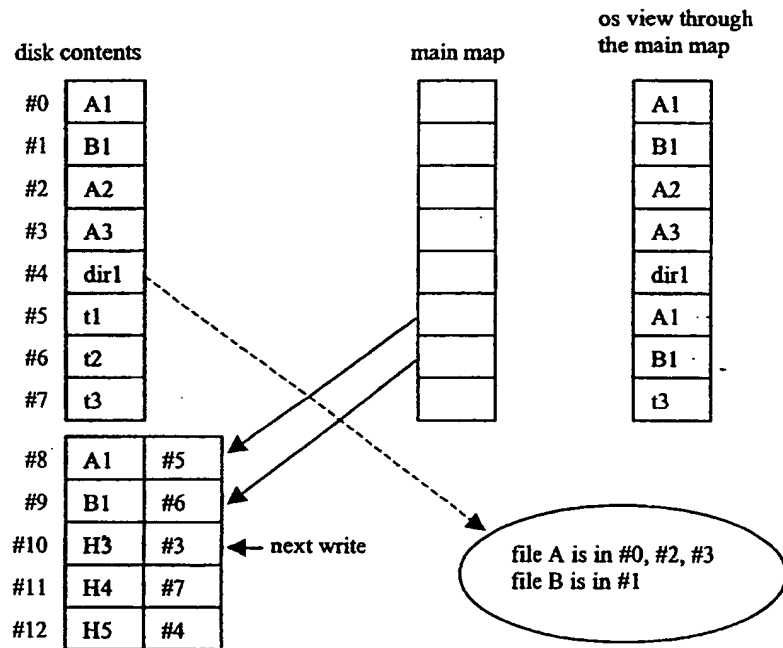 os view through
disk contents main map the main map
#0 A1 A1
#1 B1 B1
#2 A2 A2
#3 A3 A3
#4 dir1 dir1
#5 t1 A1
#6 t2 B1
#7 t3 t3
#8 A1 #5
#9 B1 #6
#10 H3 #3 next write
#11 H4 #7
#12 H5 #4
file A is in #0, #2, #3
file B is in #1